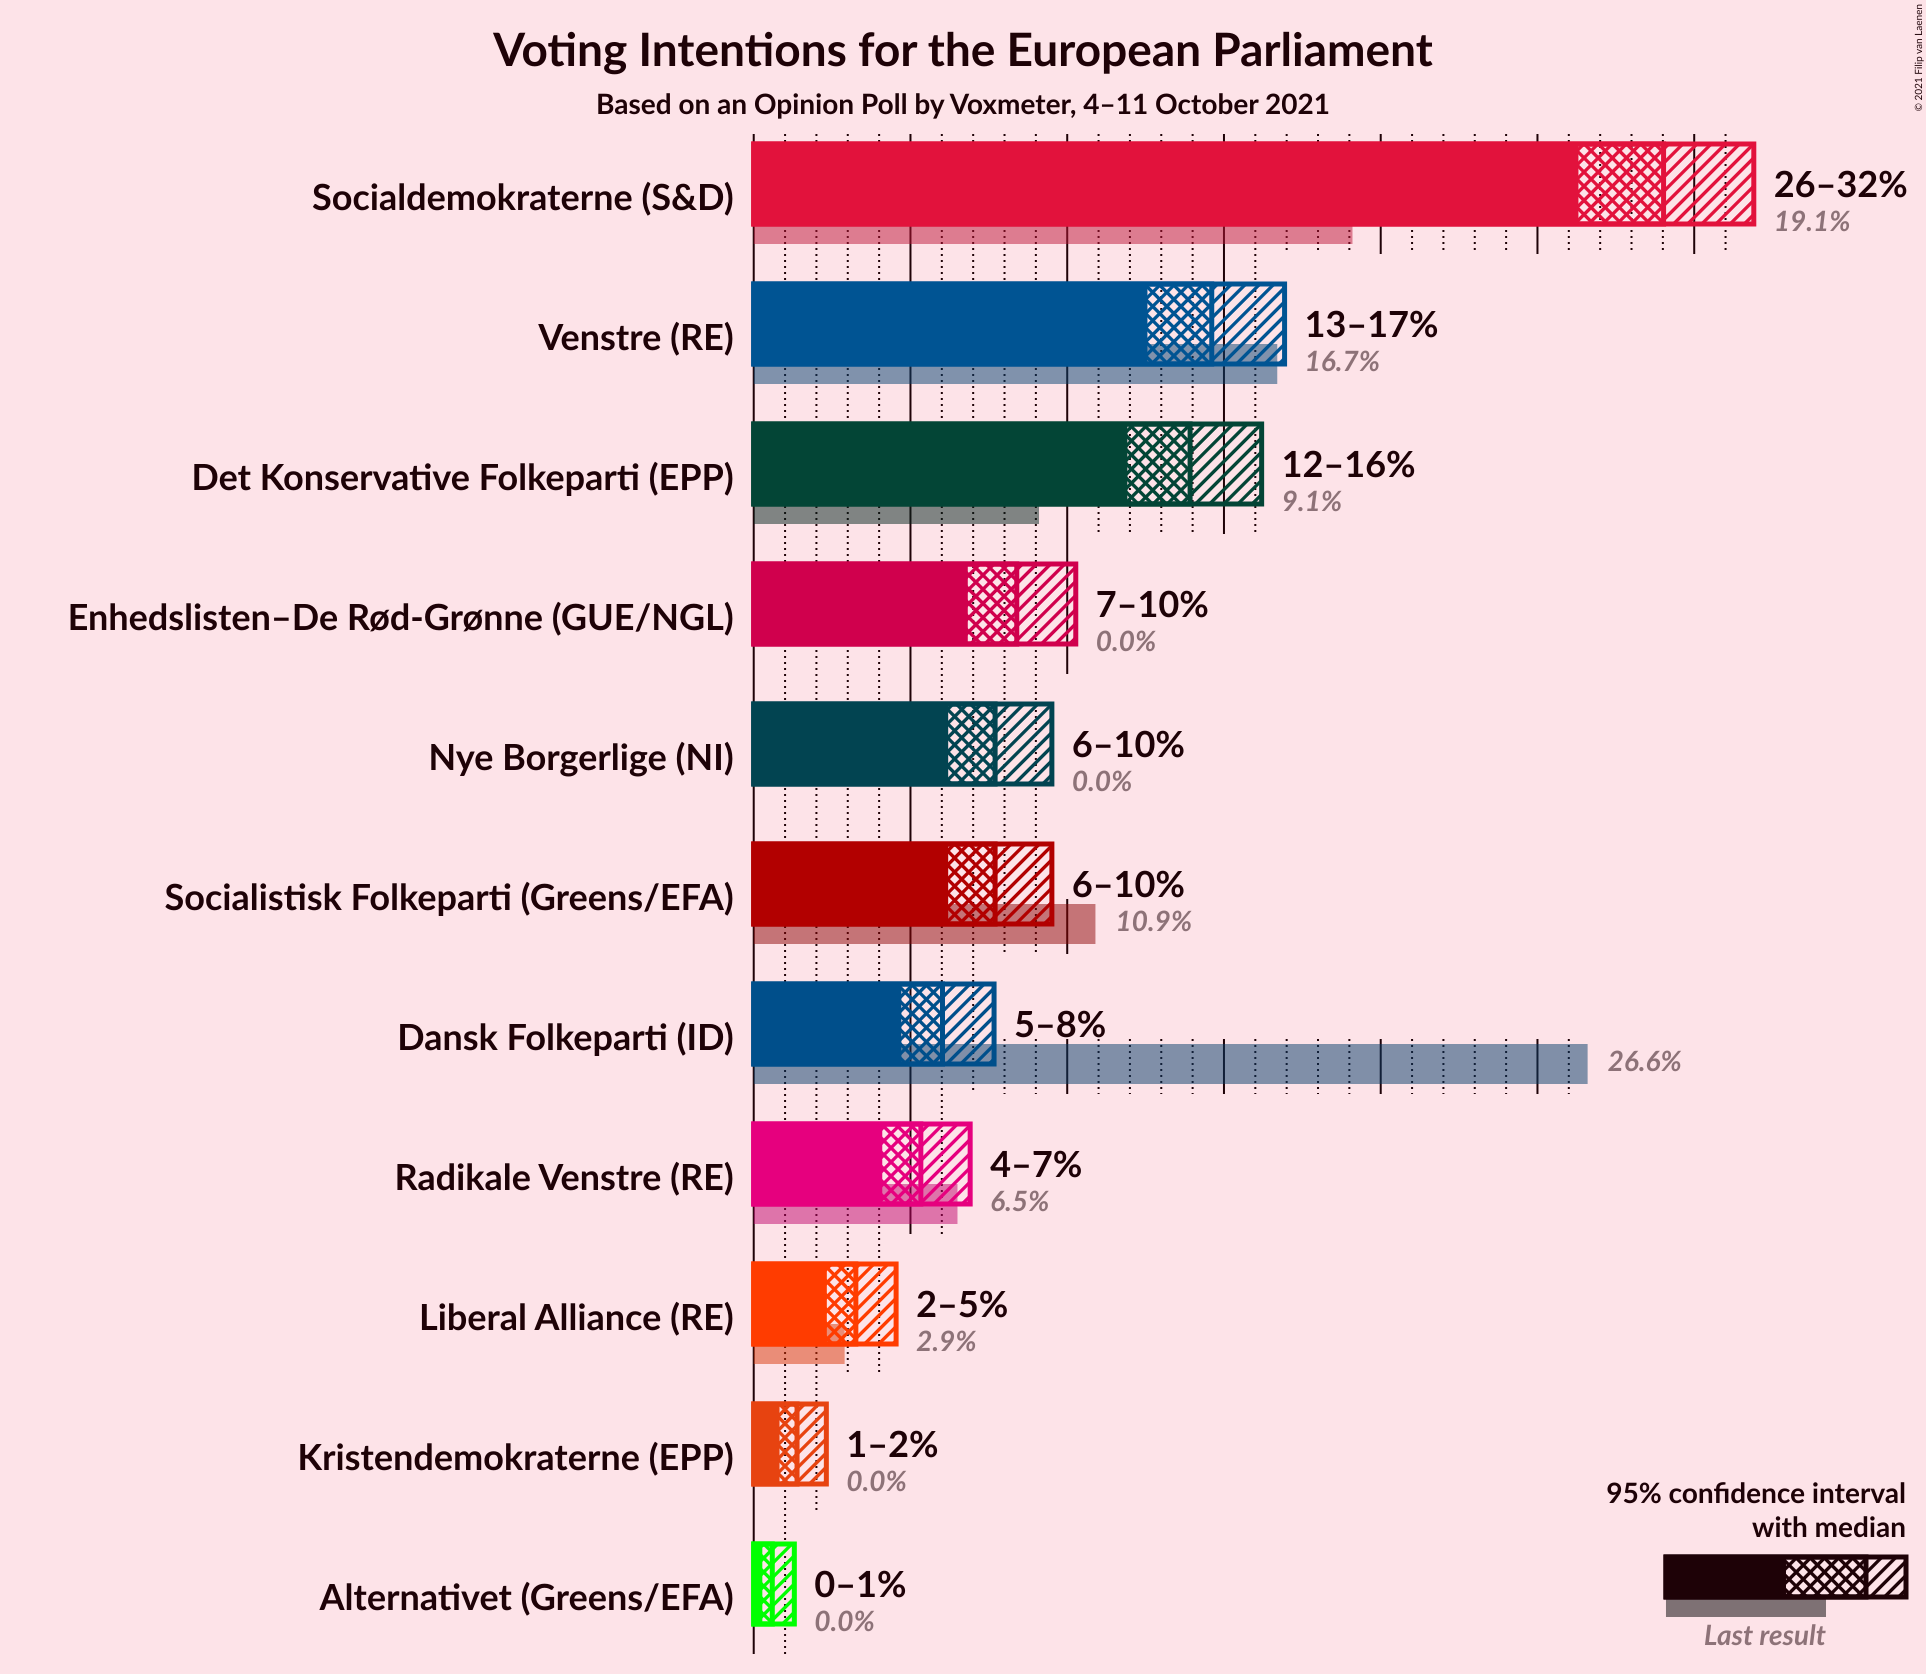 © 2021 Filip van Laenen
Voting Intentions for the European Parliament
Based on an Opinion Poll by Voxmeter, 4–11 October 2021
Socialdemokraterne (S&D)
26–32%
19.1%
Venstre (RE)
13–17%
16.7%
Det Konservative Folkeparti (EPP)
12–16%
9.1%
Enhedslisten–De Rød-Grønne (GUE/NGL)
7–10%
0.0%
Nye Borgerlige (NI)
6–10%
0.0%
Socialistisk Folkeparti (Greens/EFA)
6–10%
10.9%
Dansk Folkeparti (ID)
5–8%
26.6%
Radikale Venstre (RE)
4–7%
6.5%
Liberal Alliance (RE)
2–5%
2.9%
Kristendemokraterne (EPP)
1–2%
0.0%
Alternativet (Greens/EFA)
0–1%
0.0%
95% confidence interval
with median
Last result